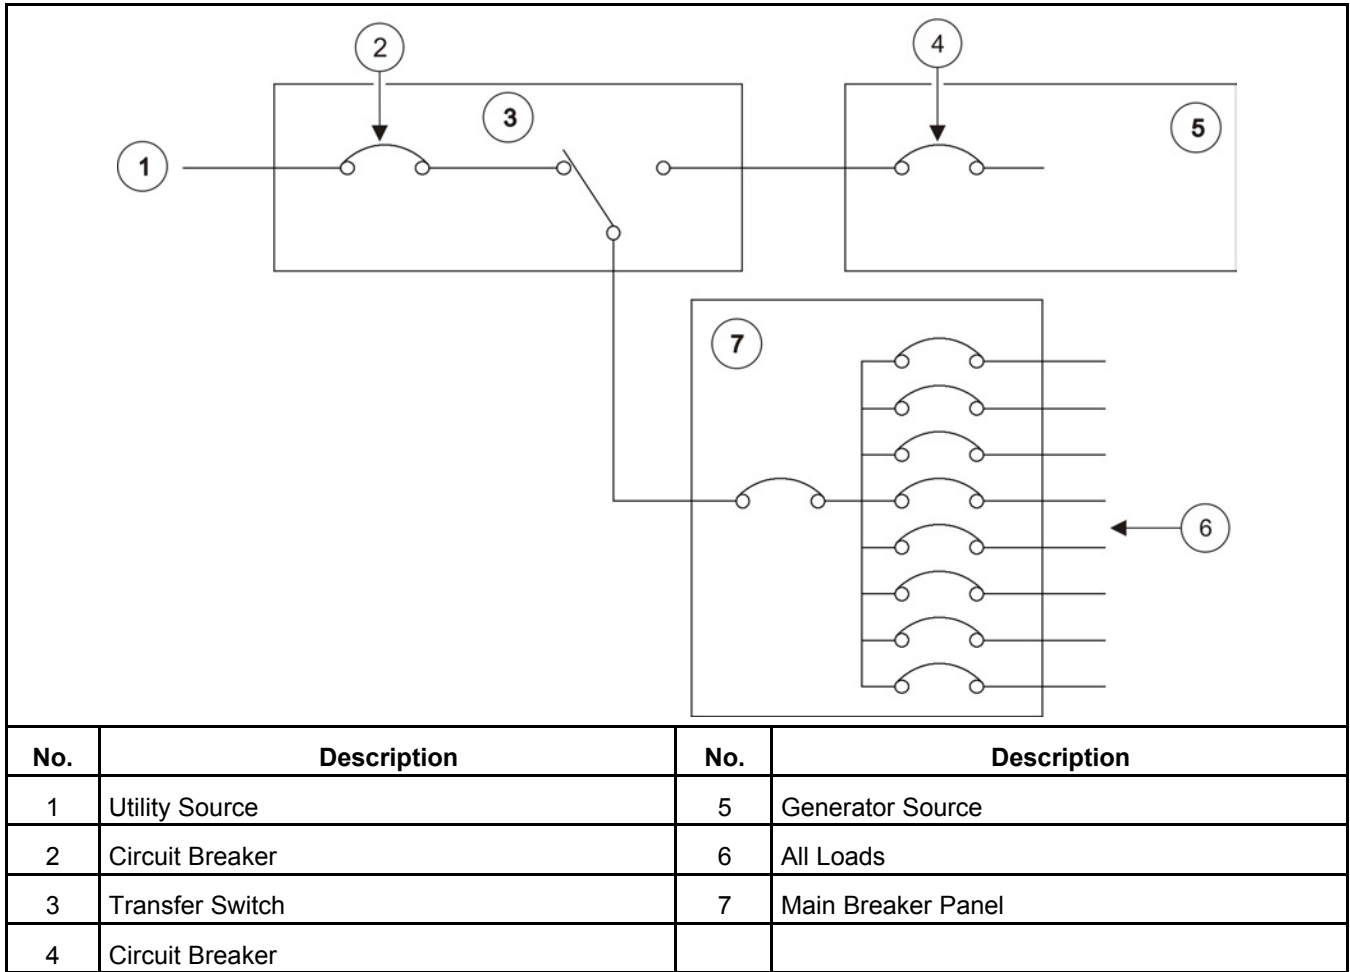 2
4
3
5
1
7
6
No. Description No. Description
1 Utility Source 5 Generator Source
2 Circuit Breaker 6 All Loads
3 Transfer Switch 7 Main Breaker Panel
4 Circuit Breaker